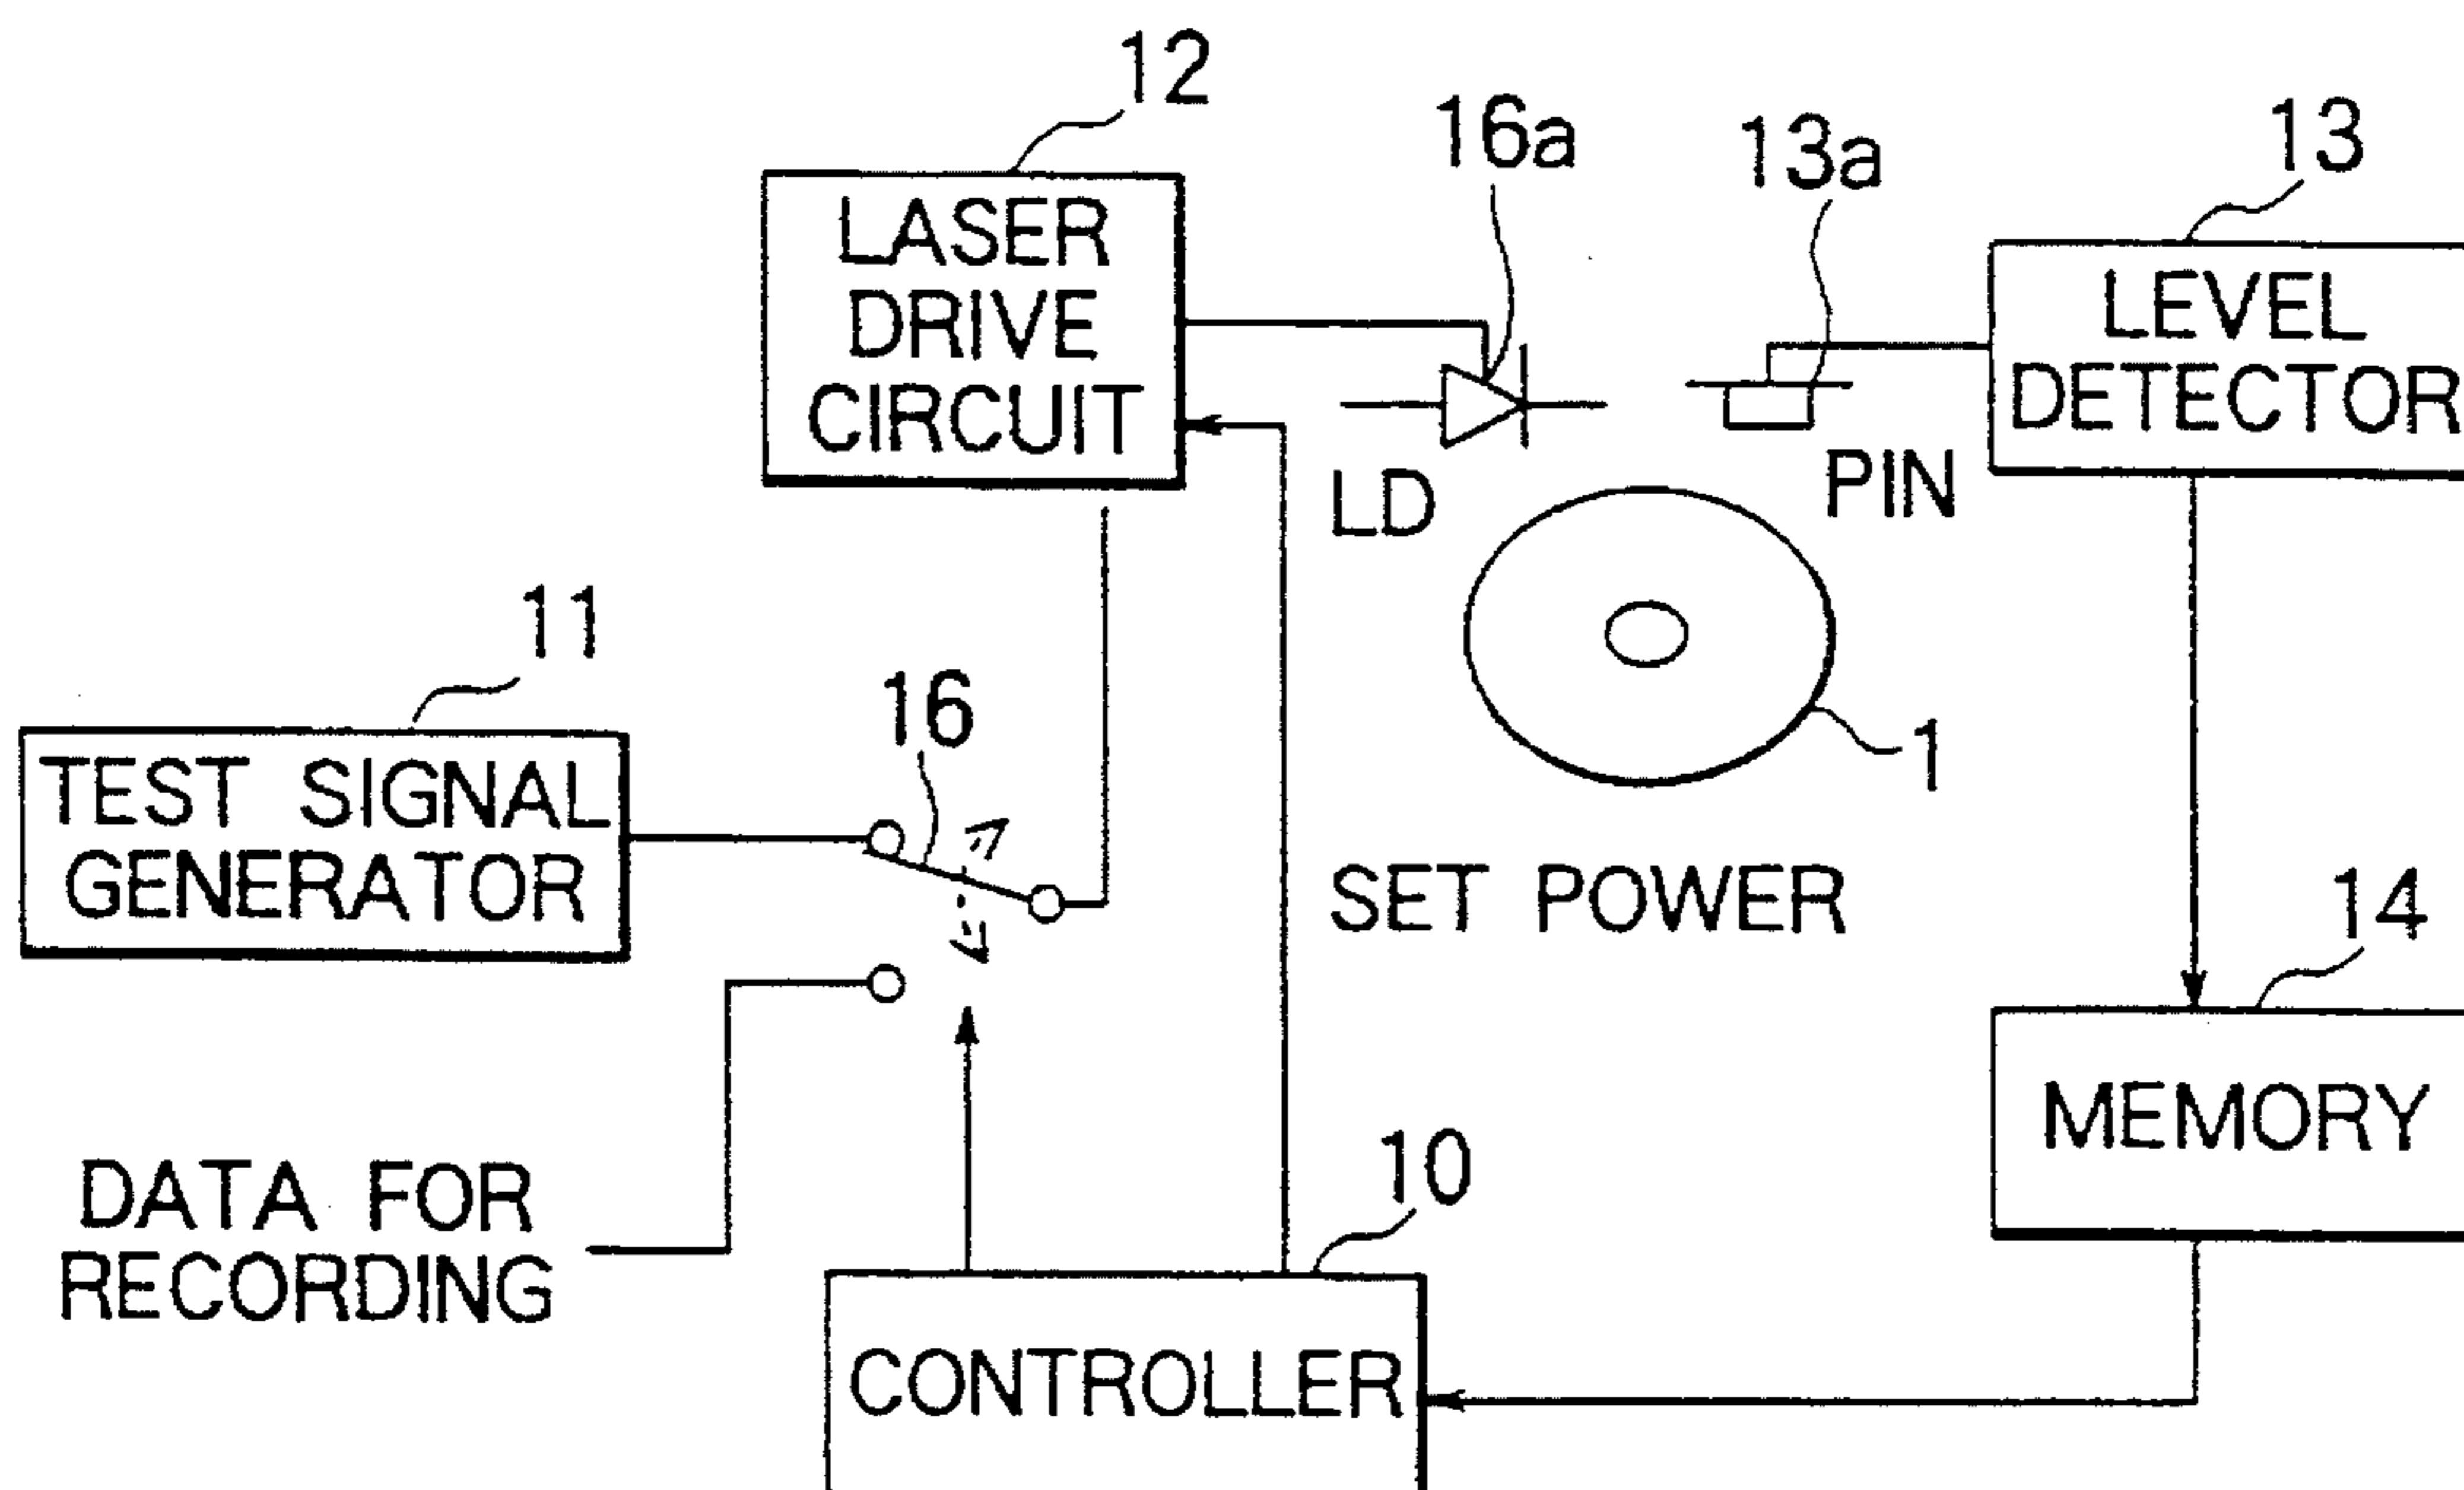 12
16a
13a
13
LASER
DRIVE
CIRCUIT
LEVEL
DETECTOR
LD
PIN
11
16
1
TEST SIGNAL
GENERATOR
SET POWER
14
MEMORY
DATA FOR
RECORDING
10
CONTROLLER